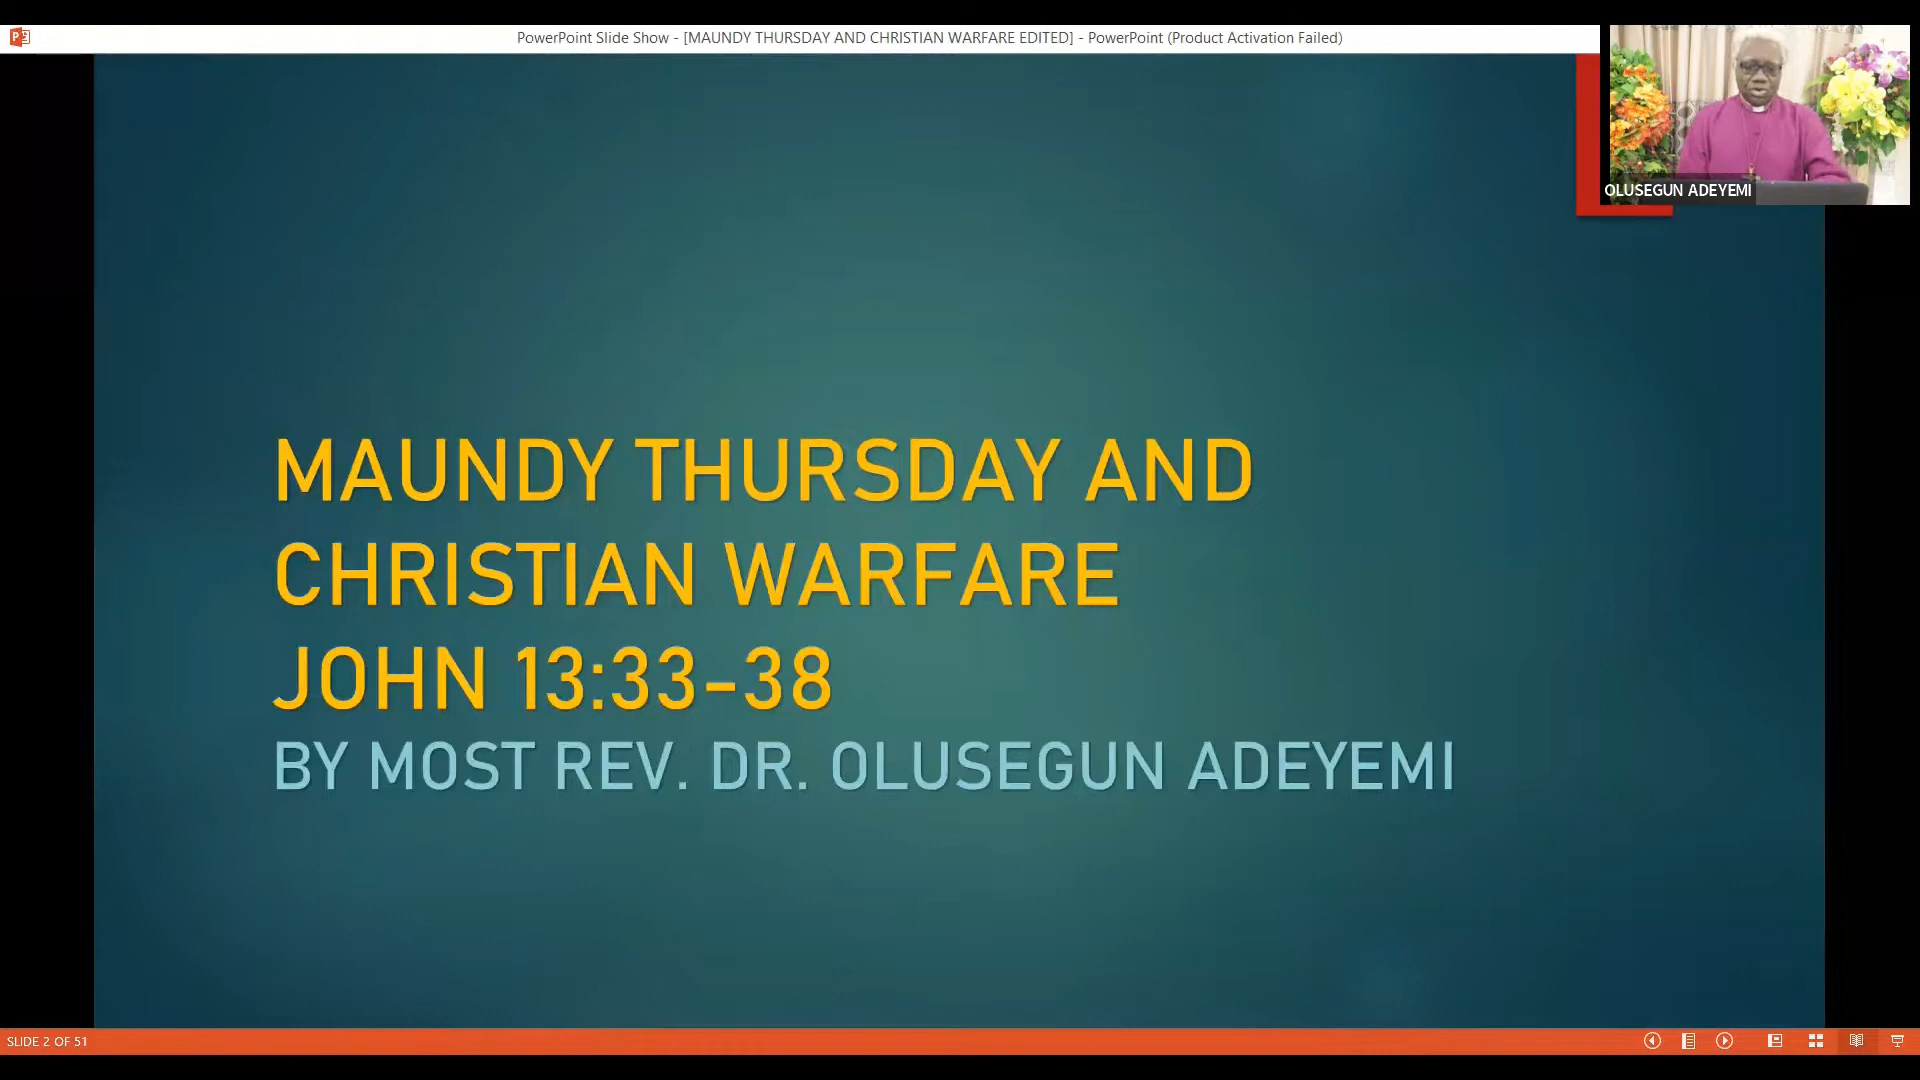 PowerPoint Slide Show - [MAUNDY THURSDAY AND CHRISTIAN WARFARE EDITED] - PowerPoint (Product Activation Failed)
OLUSEGUN ADEYEMI
MAUNDY THURSDAY AND
CHRISTIAN WARFARE
JOHN 13:33-38
BY MOST REV. DR. OLUSEGUN ADEYEMI
SLIDE 2 OF 51